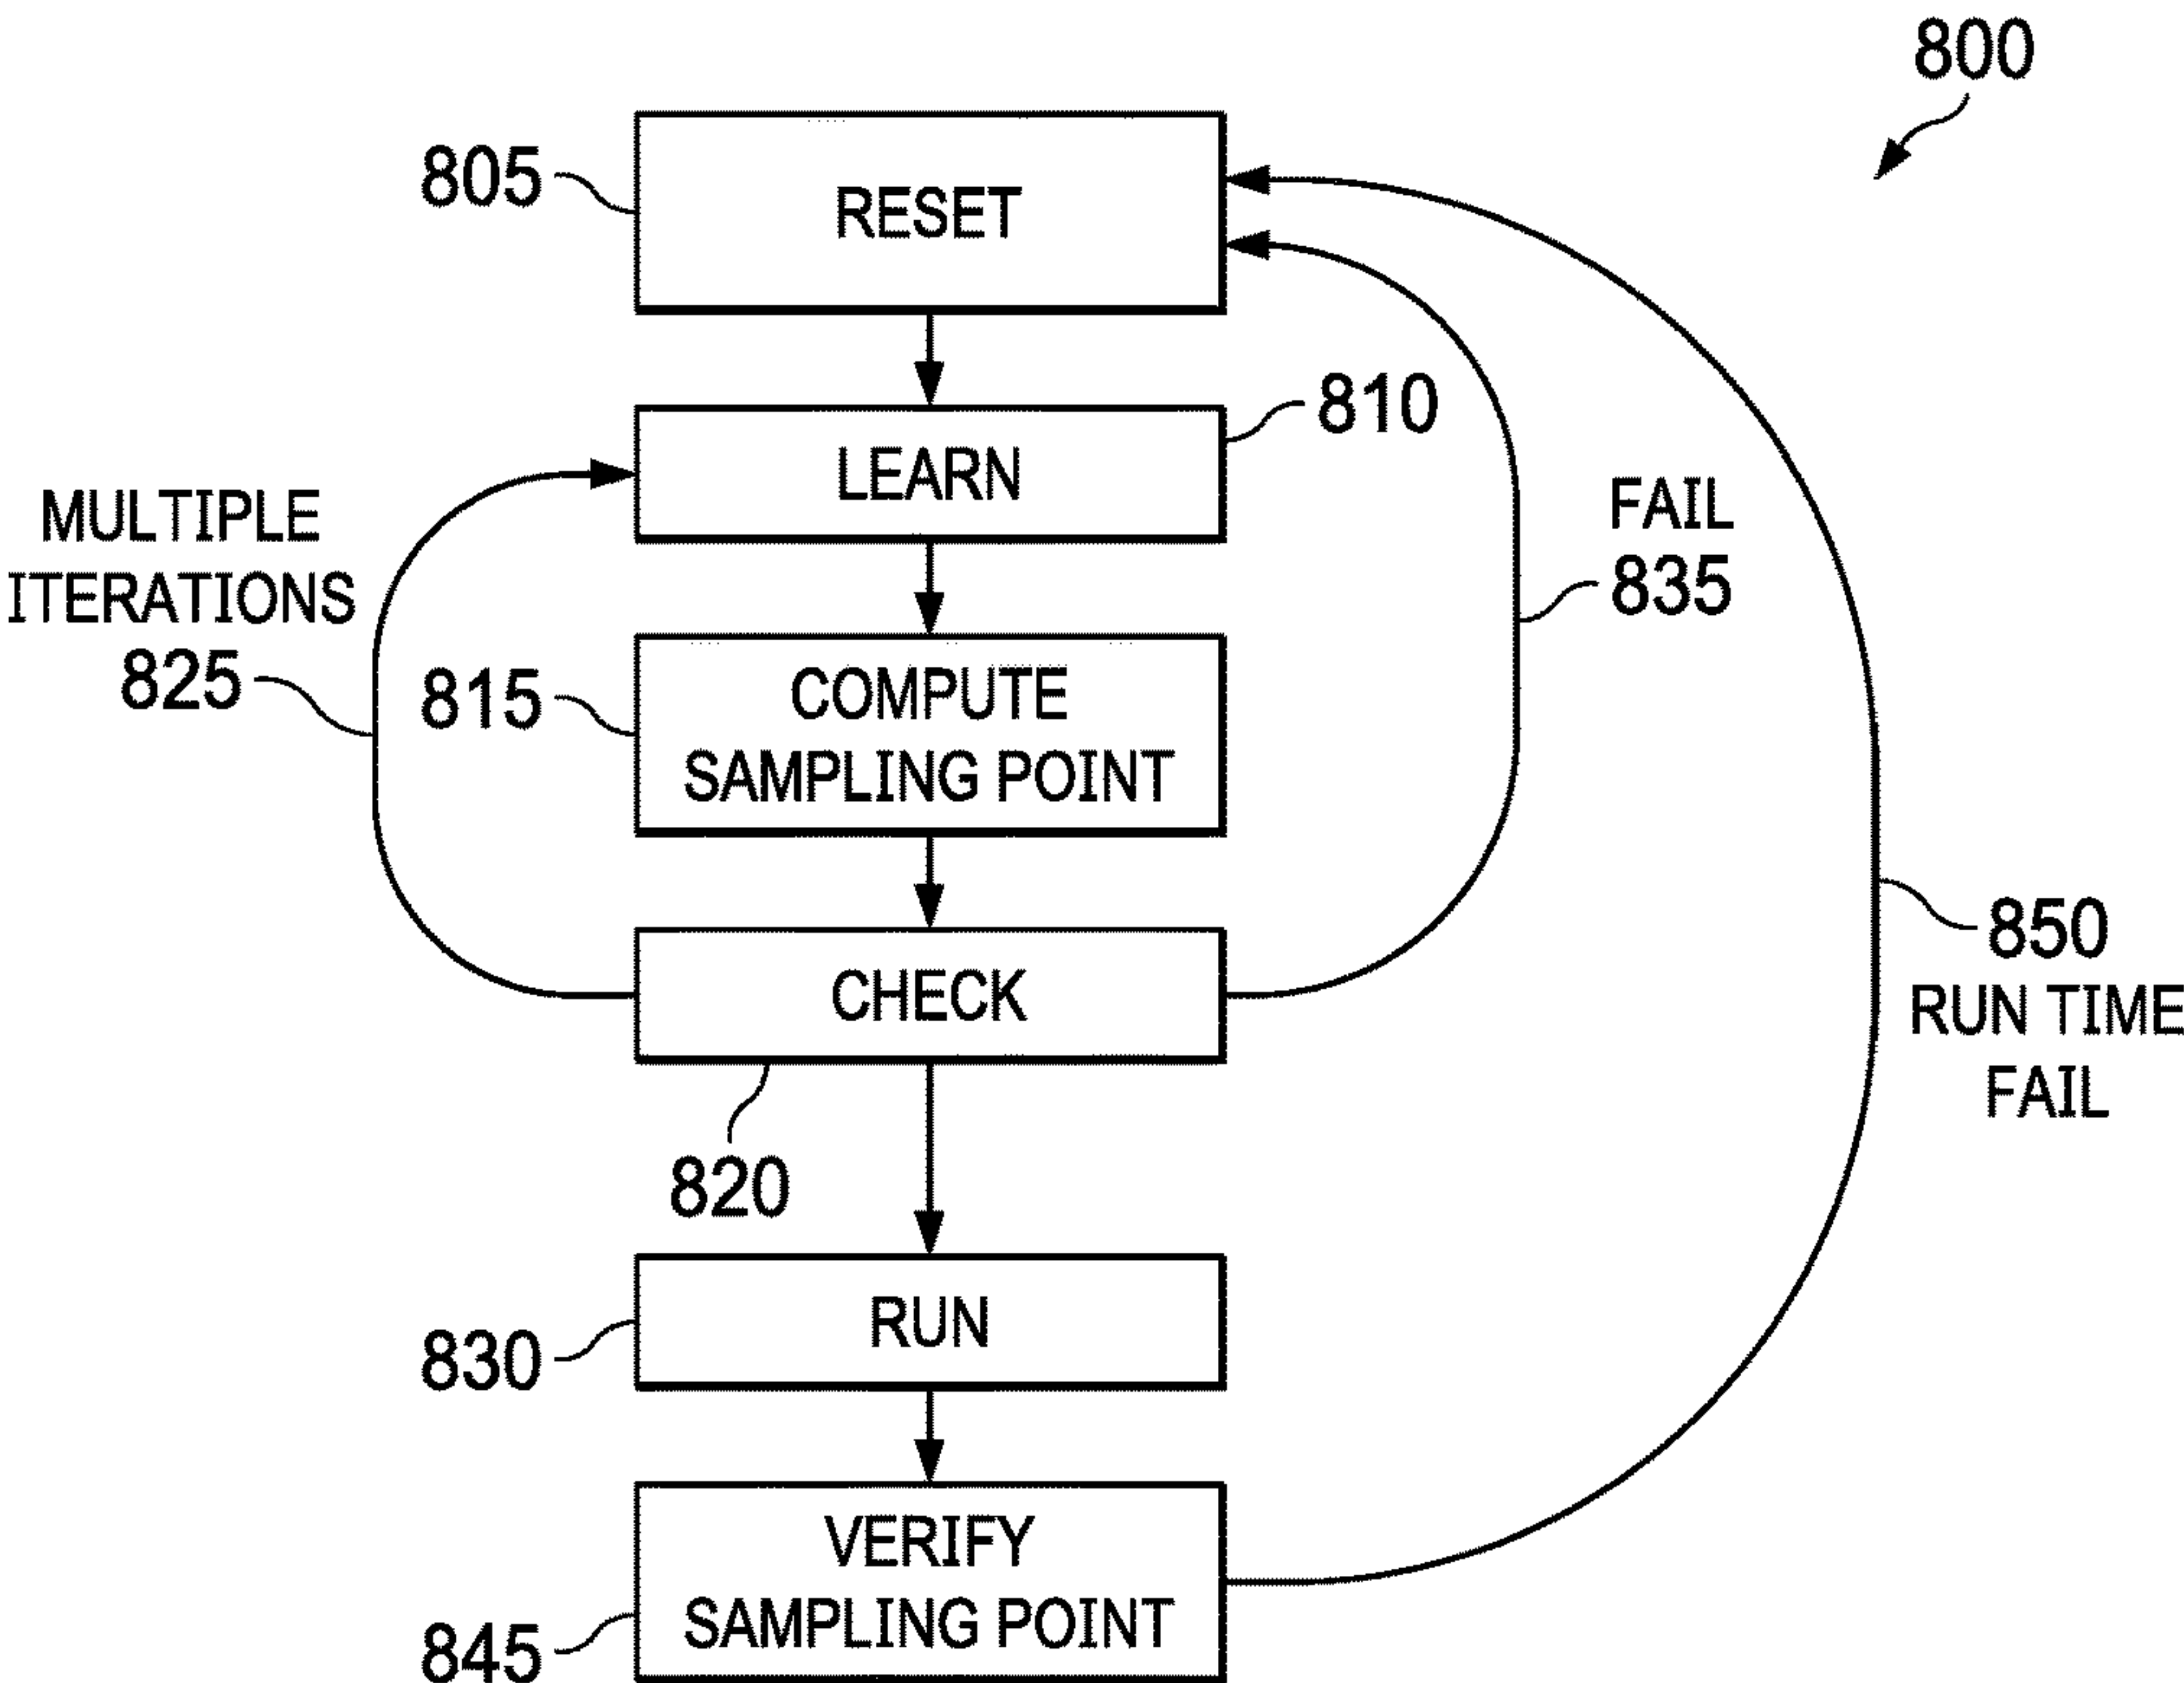 800
805
RESET
810
LEARN
MULTIPLE
ITERATIONS
825
FAIL
835
815
COMPUTE
SAMPLING POINT
CHECK
820
850
RUN TIME
FAIL
RUN
830
VERIFY
SAMPLING POINT
845